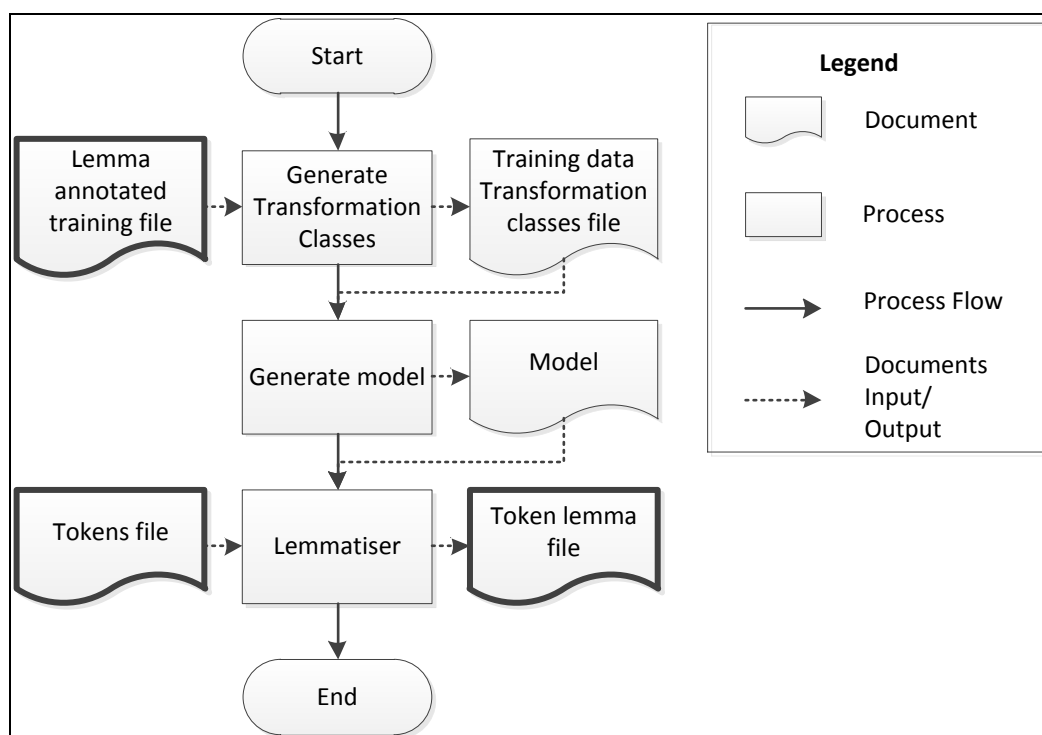 Start
Lemma
annotated
training file
Generate
Transformation
Classes
Training data
Transformation
classes file
Generate model
Model
Tokens file
Lemmatiser
Token lemma
file
End
Legend
Document
Process
Process Flow
Documents
Input/
Output